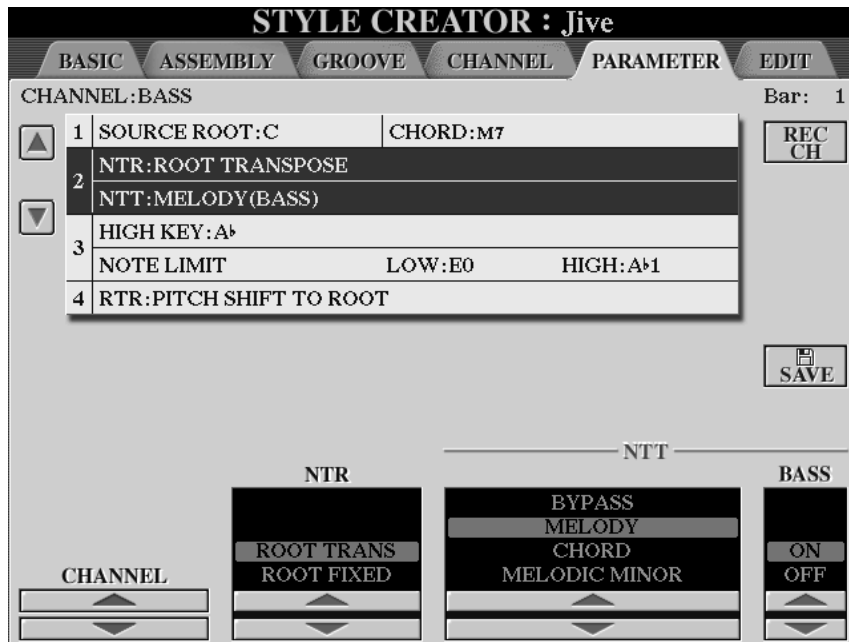 STYLE CREATOR : Jive
BASIC ASSEMBLY GROOVE CHANNEL PARAMETER EDIT
CHANNEL:BASS Bar: 1
1 SOURCE ROOT:C CHORD:M7
REC CH
2 NTR:ROOT TRANSPOSE
NTT:MELODY(BASS)
3 HIGH KEY:A♭
NOTE LIMIT LOW:E0 HIGH:A♭1
4 RTR:PITCH SHIFT TO ROOT
SAVE
NTT
NTR BASS
BYPASS
MELODY
ROOT TRANS CHORD ON
CHANNEL ROOT FIXED MELODIC MINOR OFF